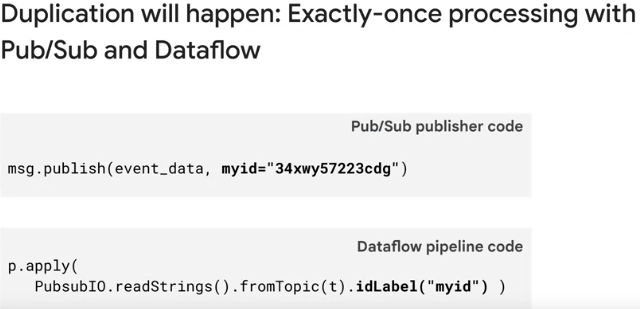 Duplication will happen: Exactly-once processing with
Pub/Sub and Dataflow
Pub/Sub publisher code
msg.publish(event_data, myid="34xwy57223cdg")
Dataflow pipeline code
p.apply(
PubsubIO.readStrings().fromTopic(t).idLabel("myid") )